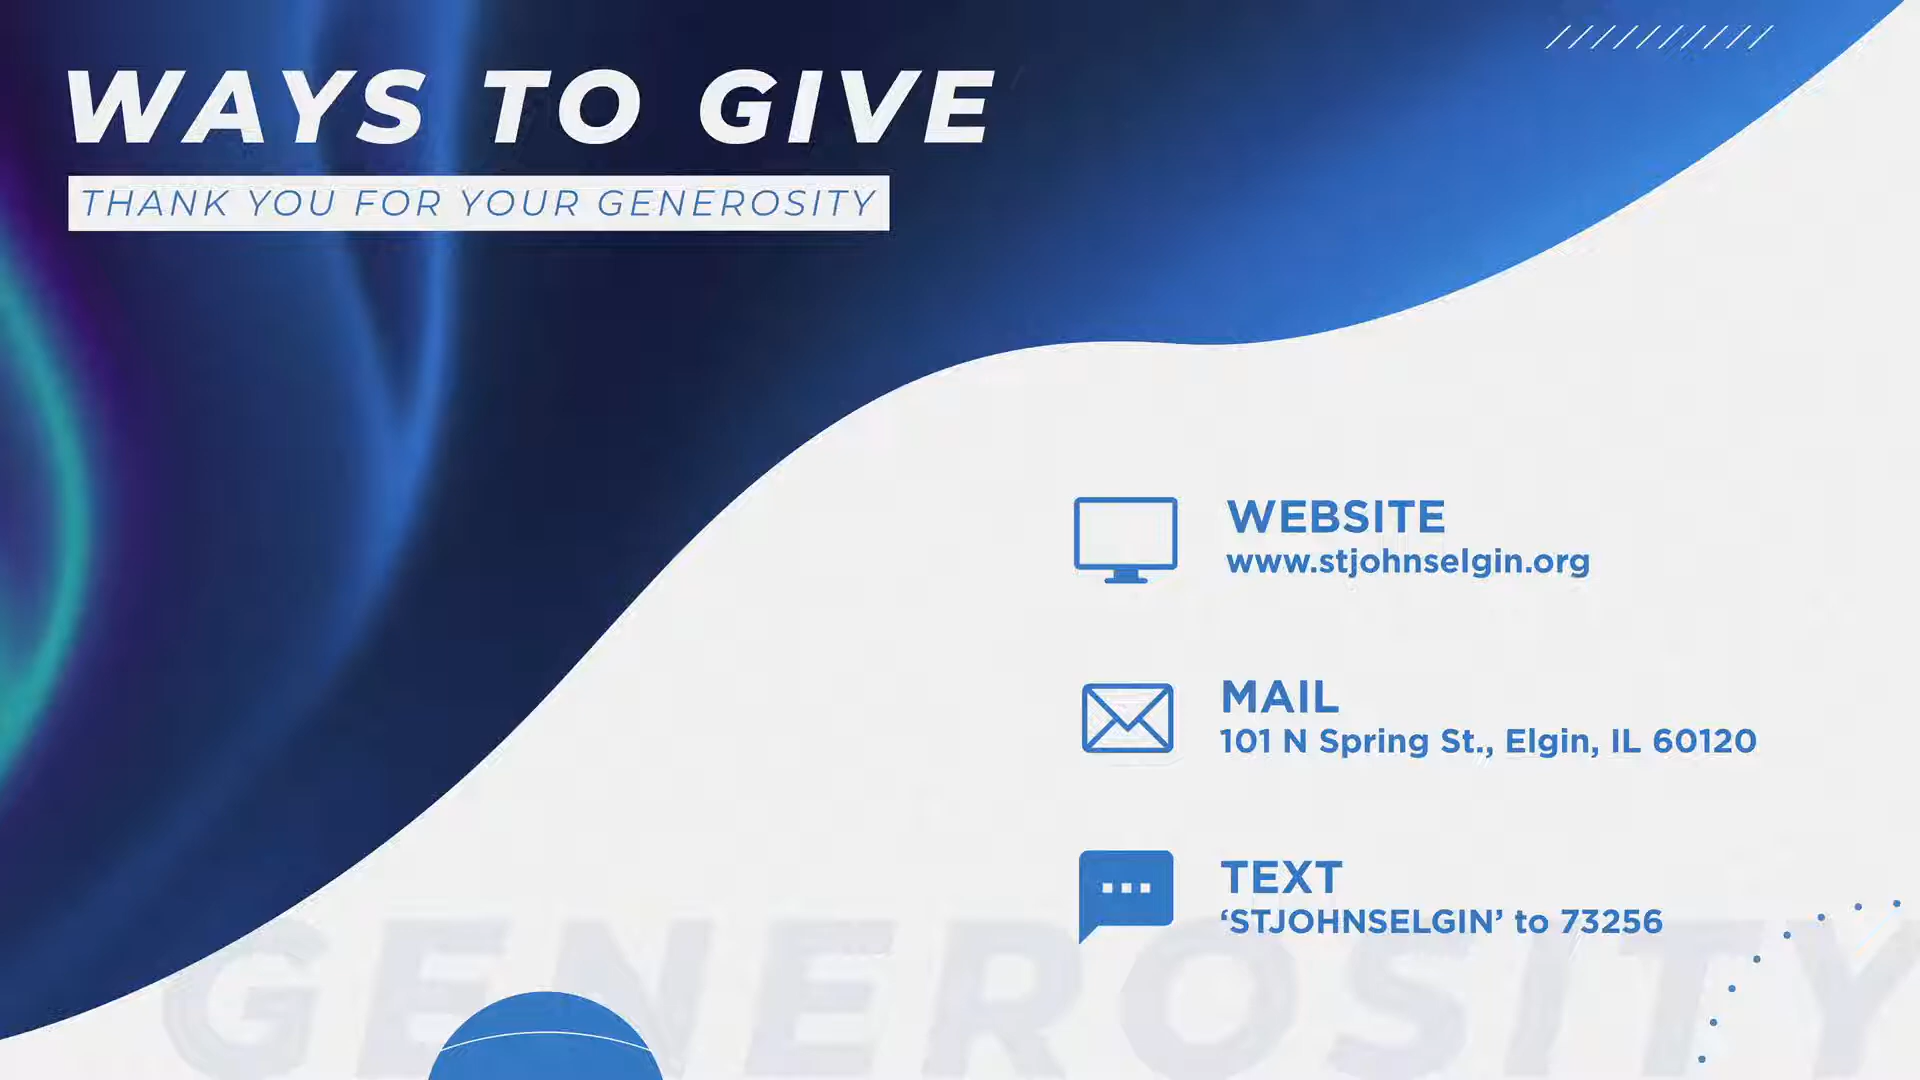 WAYS TO GIVE
THANK YOU FOR YOUR GENEROSITY
WEBSITE
www.stjohnselgin.org
MAIL
101 N Spring St., Elgin, IL 60120
TEXT
‘STJOHNSELGIN’ to 73256
GENEROSITY